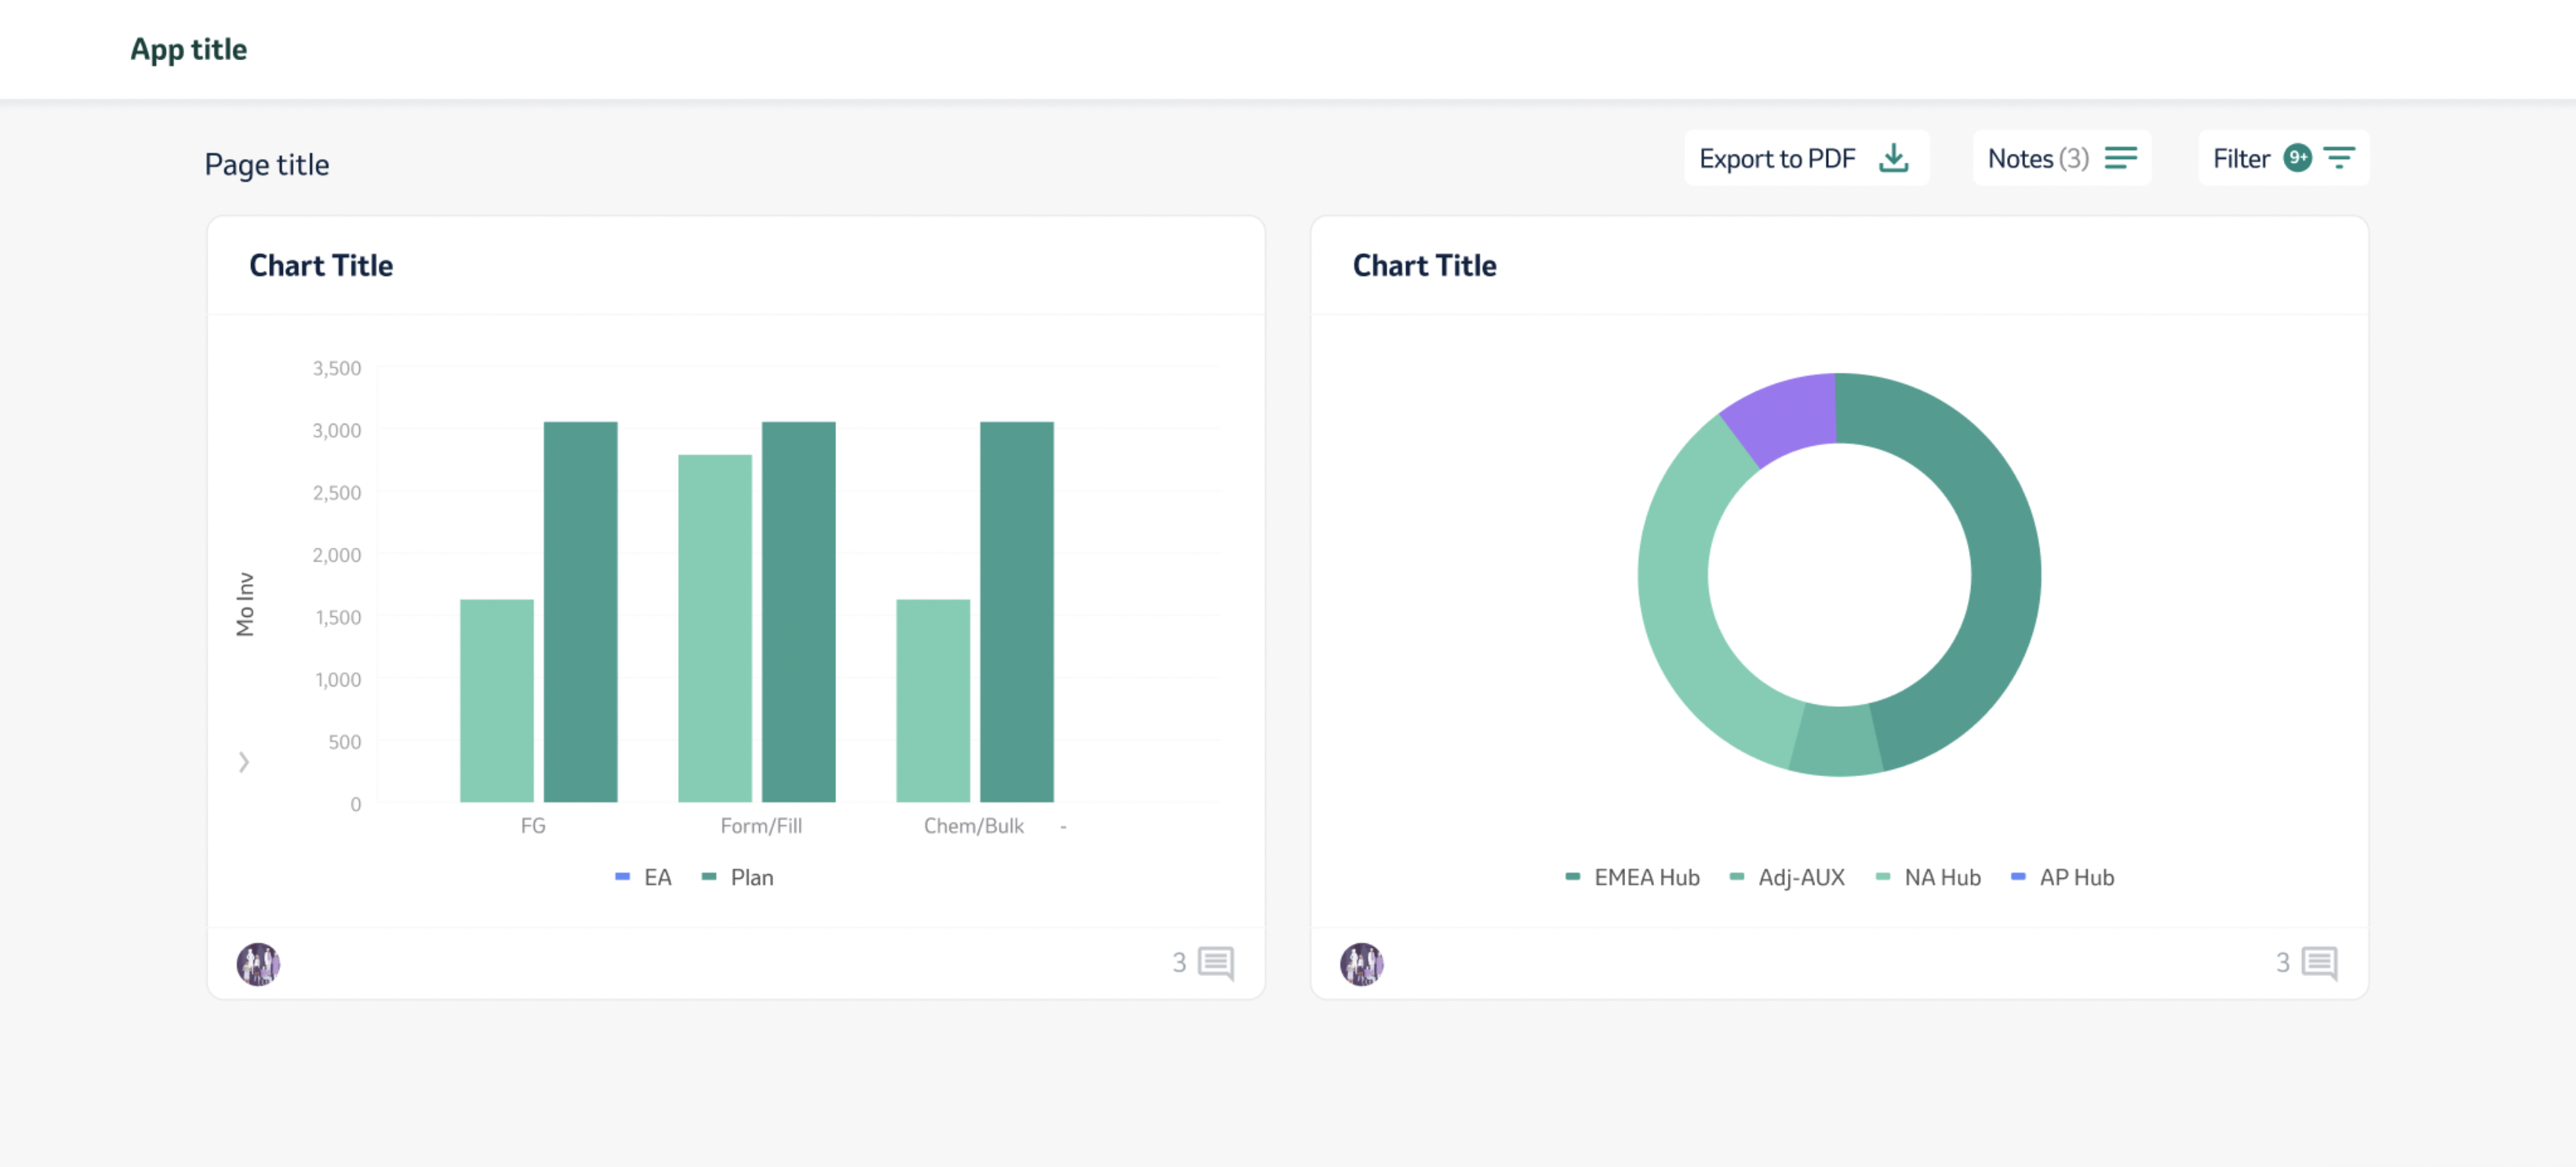 App title
Page title
Export to PDF
Notes (3)
Filter 9+
Chart Title
Mo Inv
3,500
3,000
2,500
2,000
1,500
1,000
500
0
FG Form/Fill Chem/Bulk -
EA Plan
3
Chart Title
EMEA Hub Adj-AUX NA Hub AP Hub
3